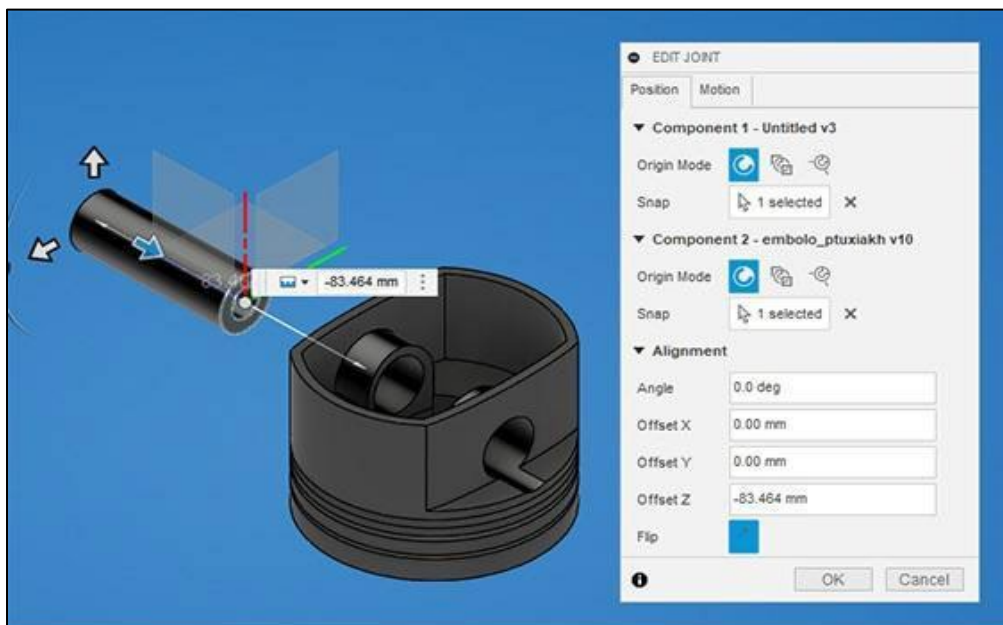 EDIT JOINT
Position Motion
Component 1 - Untitled v3
Origin Mode
Snap 1 selected
Component 2 - embolo_ptuxiakh v10
Origin Mode
Snap 1 selected
Alignment
Angle 0.0 deg
Offset X 0.00 mm
Offset Y 0.00 mm
Offset Z -83.464 mm
Flip
OK Cancel
-83.464 mm